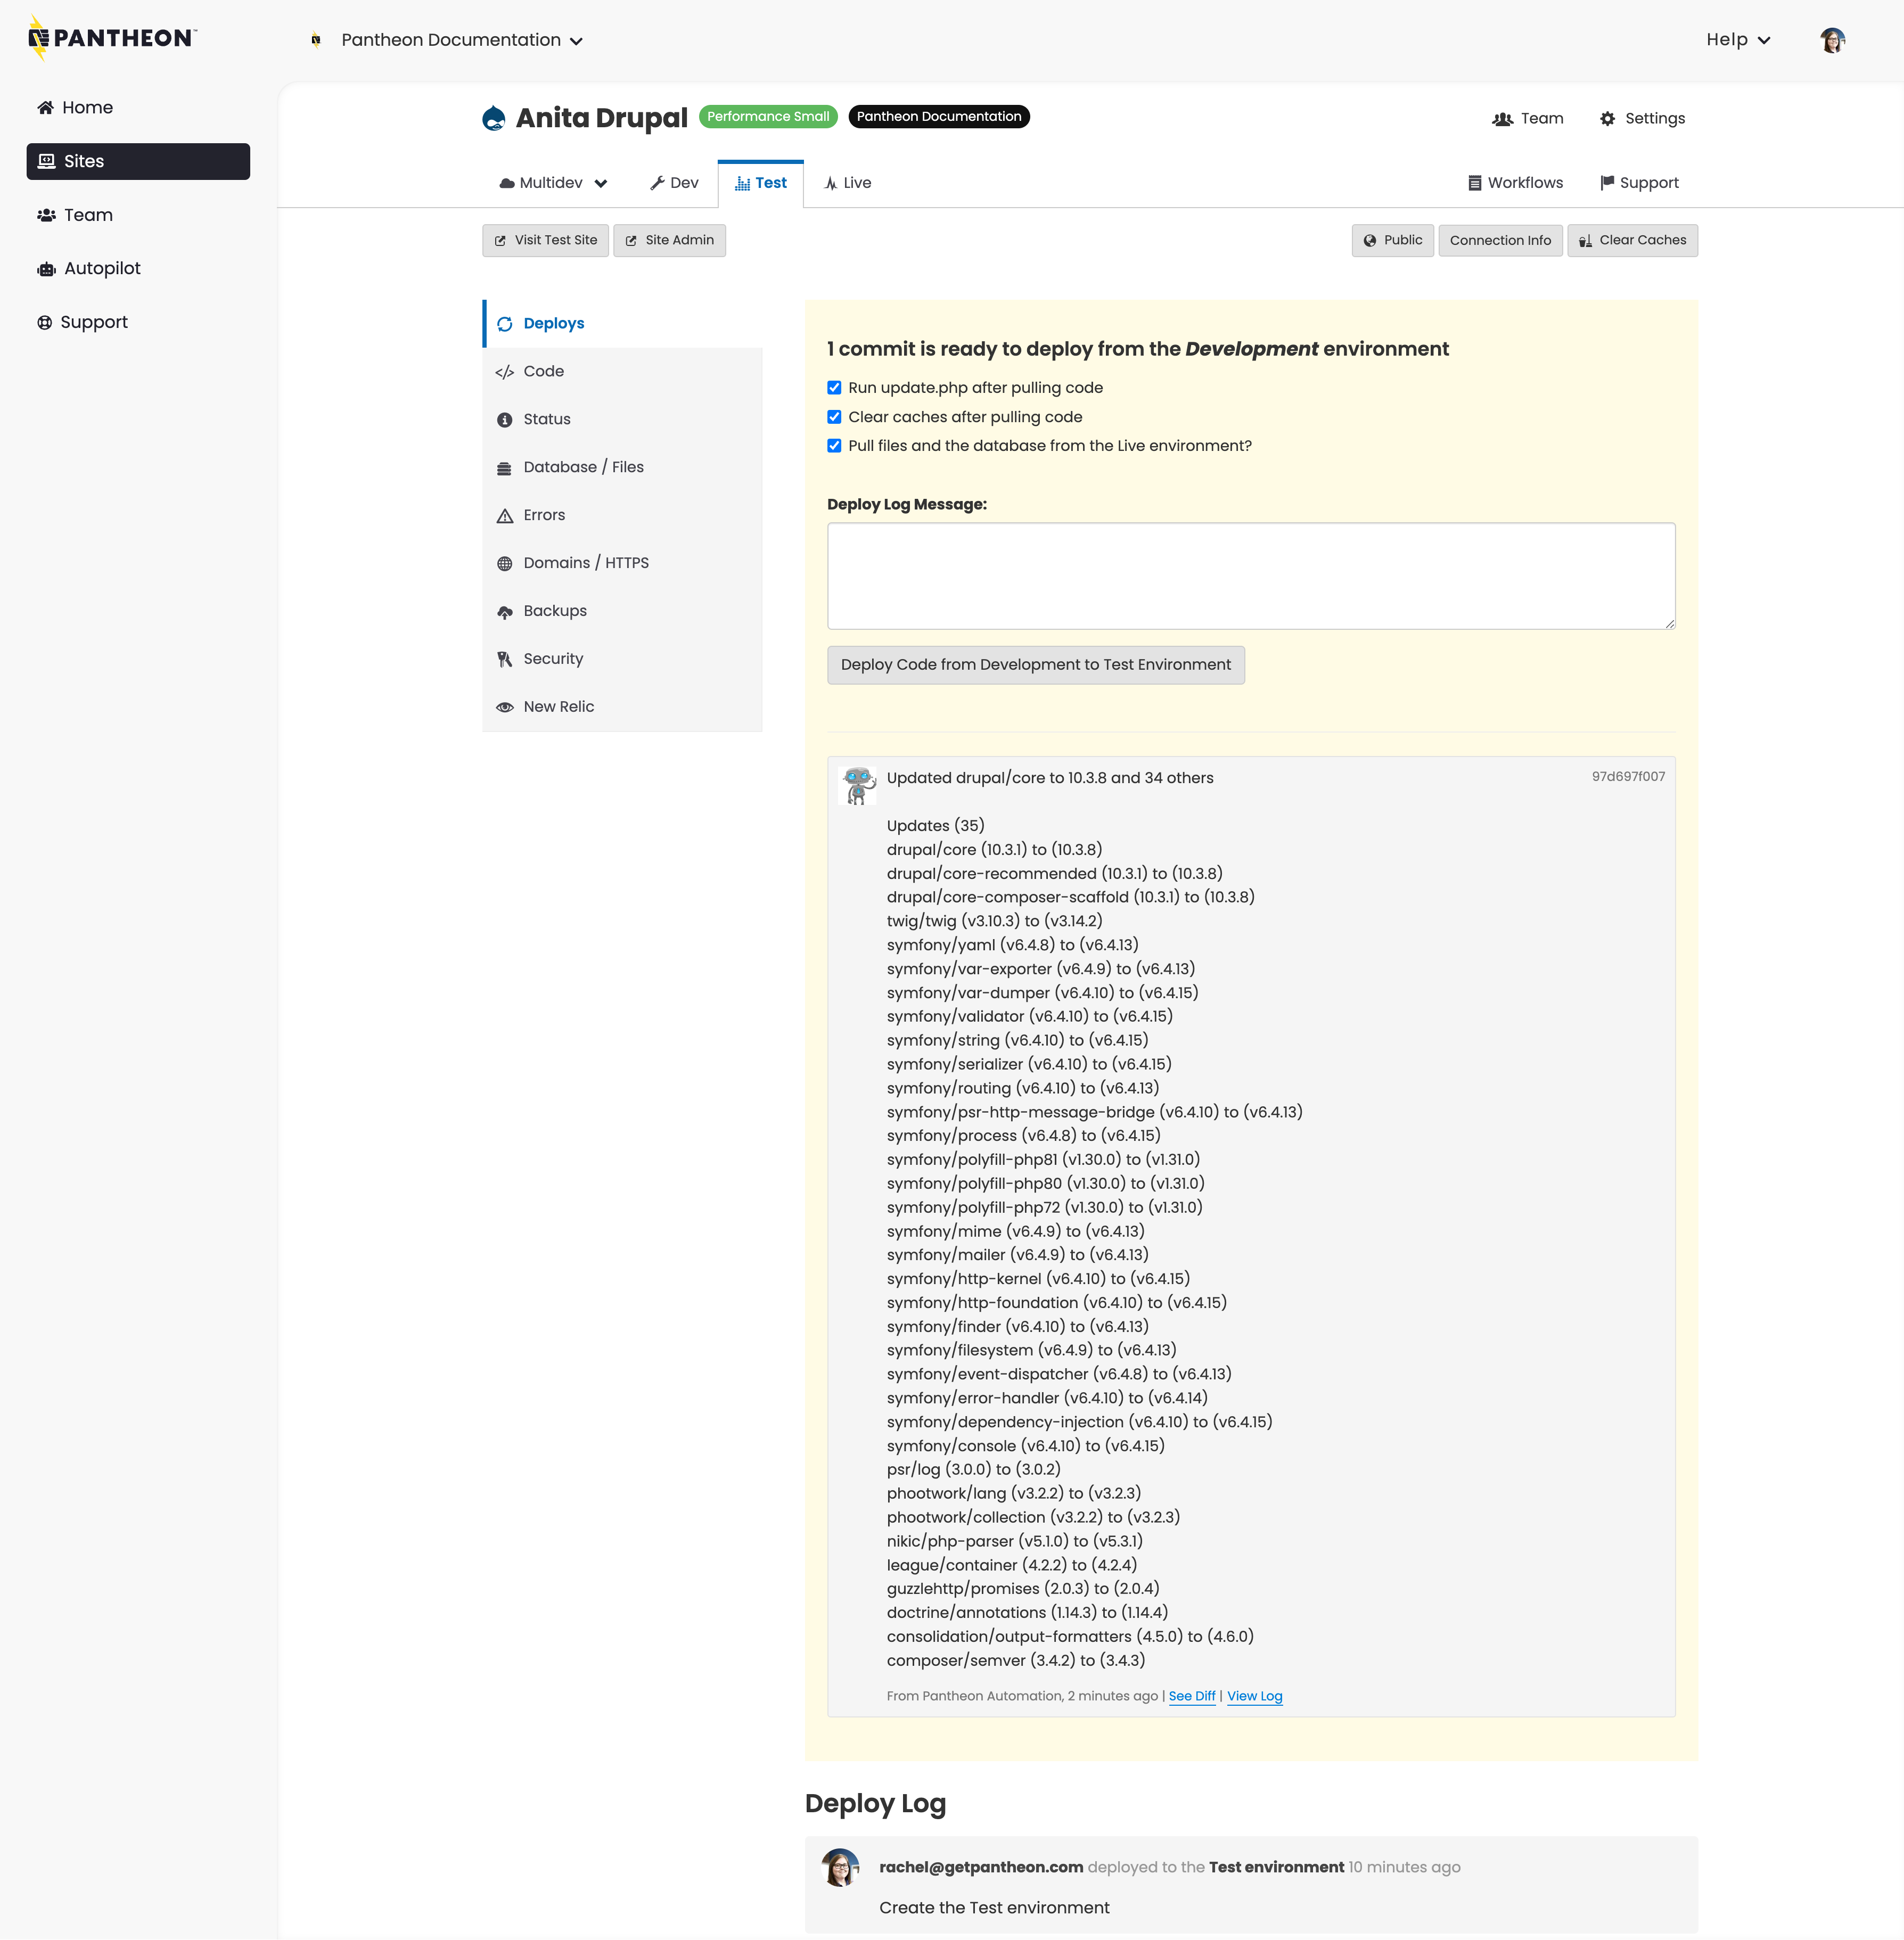 PANTHEON™
Pantheon Documentation
Help
Home
Sites
Team
Autopilot
Support
Anita Drupal Performance Small Pantheon Documentation
Team Settings
Multidev Dev Test Live
Workflows Support
Visit Test Site Site Admin
Public Connection Info Clear Caches
Deploys
Code
Status
Database / Files
Errors
Domains / HTTPS
Backups
Security
New Relic
1 commit is ready to deploy from the Development environment
Run update.php after pulling code
Clear caches after pulling code
Pull files and the database from the Live environment?
Deploy Log Message:
Deploy Code from Development to Test Environment
Updated drupal/core to 10.3.8 and 34 others 97d697f007
Updates (35)
drupal/core (10.3.1) to (10.3.8)
drupal/core-recommended (10.3.1) to (10.3.8)
drupal/core-composer-scaffold (10.3.1) to (10.3.8)
twig/twig (v3.10.3) to (v3.14.2)
symfony/yaml (v6.4.8) to (v6.4.13)
symfony/var-exporter (v6.4.9) to (v6.4.13)
symfony/var-dumper (v6.4.10) to (v6.4.15)
symfony/validator (v6.4.10) to (v6.4.15)
symfony/string (v6.4.10) to (v6.4.15)
symfony/serializer (v6.4.10) to (v6.4.15)
symfony/routing (v6.4.10) to (v6.4.13)
symfony/psr-http-message-bridge (v6.4.10) to (v6.4.13)
symfony/process (v6.4.8) to (v6.4.15)
symfony/polyfill-php81 (v1.30.0) to (v1.31.0)
symfony/polyfill-php80 (v1.30.0) to (v1.31.0)
symfony/polyfill-php72 (v1.30.0) to (v1.31.0)
symfony/mime (v6.4.9) to (v6.4.13)
symfony/mailer (v6.4.9) to (v6.4.13)
symfony/http-kernel (v6.4.10) to (v6.4.15)
symfony/http-foundation (v6.4.10) to (v6.4.15)
symfony/finder (v6.4.10) to (v6.4.13)
symfony/filesystem (v6.4.9) to (v6.4.13)
symfony/event-dispatcher (v6.4.8) to (v6.4.13)
symfony/error-handler (v6.4.10) to (v6.4.14)
symfony/dependency-injection (v6.4.10) to (v6.4.15)
symfony/console (v6.4.10) to (v6.4.15)
psr/log (3.0.0) to (3.0.2)
phootwork/lang (v3.2.2) to (v3.2.3)
phootwork/collection (v3.2.2) to (v3.2.3)
nikic/php-parser (v5.1.0) to (v5.3.1)
league/container (4.2.2) to (4.2.4)
guzzlehttp/promises (2.0.3) to (2.0.4)
doctrine/annotations (1.14.3) to (1.14.4)
consolidation/output-formatters (4.5.0) to (4.6.0)
composer/semver (3.4.2) to (3.4.3)
From Pantheon Automation, 2 minutes ago | See Diff | View Log
Deploy Log
rachel@getpantheon.com deployed to the Test environment 10 minutes ago
Create the Test environment